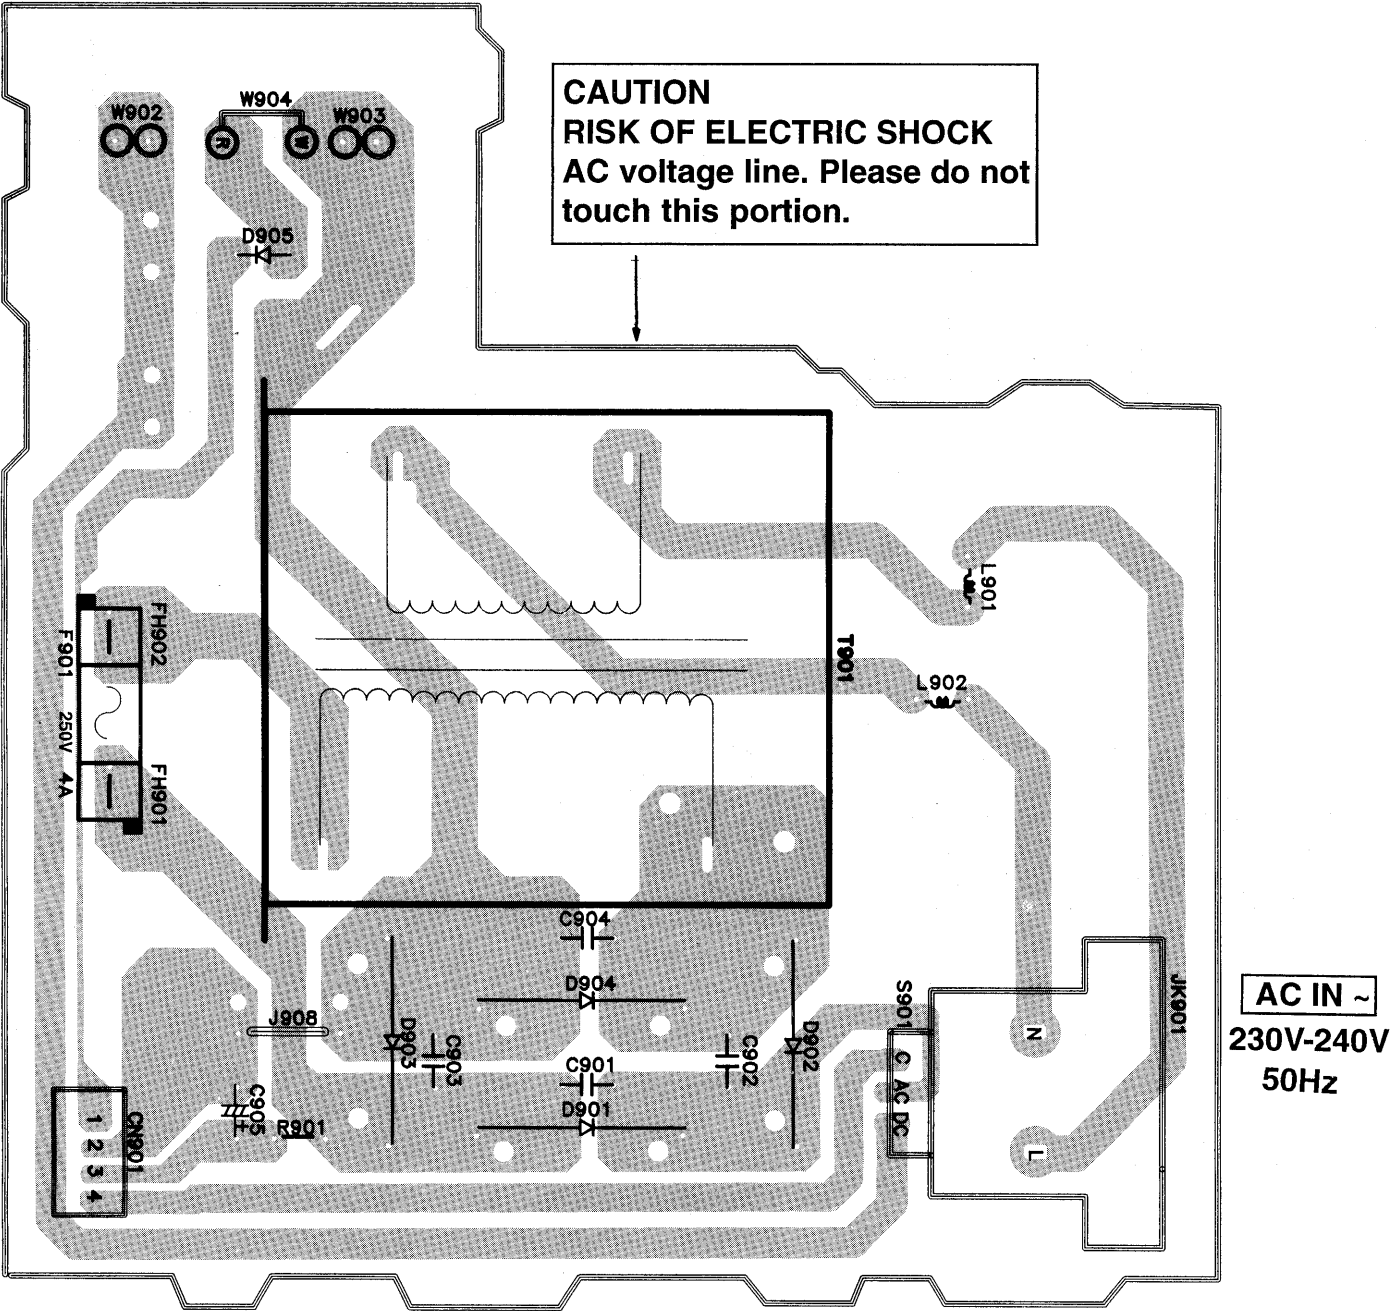 W902
W904
W903
R
W
CAUTION
RISK OF ELECTRIC SHOCK
AC voltage line. Please do not
touch this portion.
D905
L901
FH902
F901
T901
L902
250V
4A
FH901
C904
D904
S901
JK901
AC IN ~
230V-240V
50Hz
J908
D903
C903
C902
D902
N
C
AC
DC
C901
D901
C905
+
R901
CN901
1
2
3
4
L